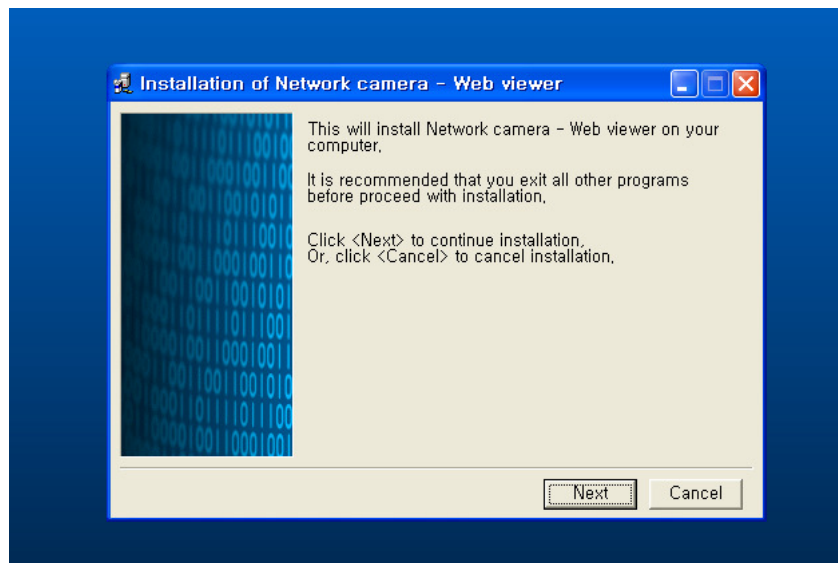 Installation of Network camera - Web viewer
This will install Network camera - Web viewer on your
computer.
It is recommended that you exit all other programs
before proceed with installation.
Click <Next> to continue installation.
Or, click <Cancel> to cancel installation.
Next
Cancel